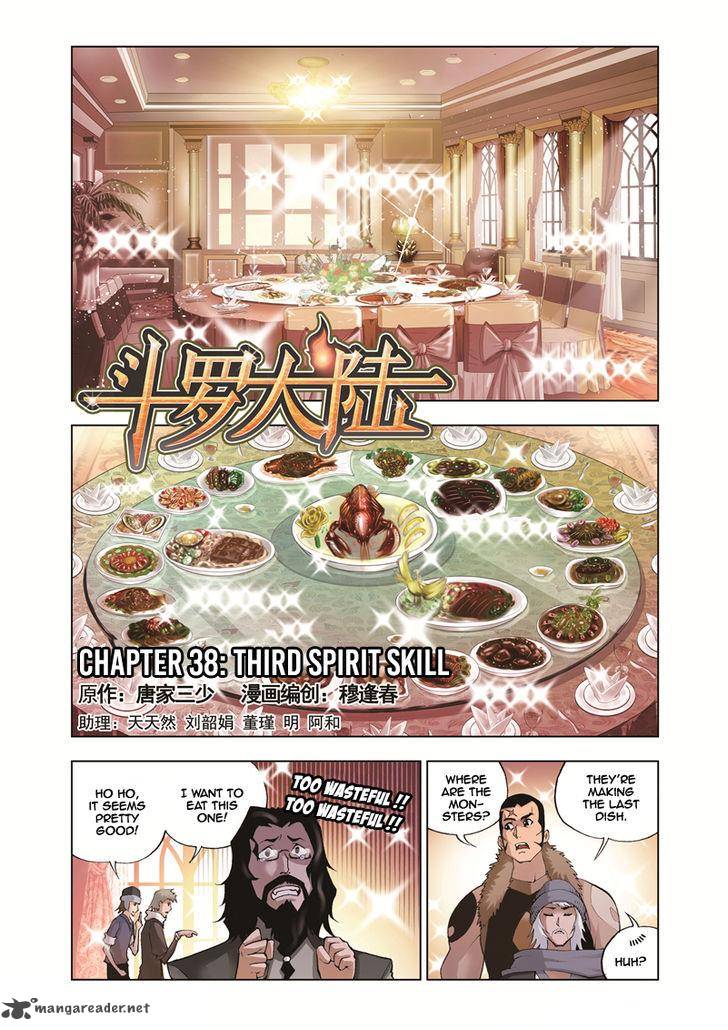 斗罗大陆
CHAPTER 38: THIRD SPIRIT SKILL
原作：唐家三少 漫画编创：穆逢春
助理：天天然 刘韶娟 董瑾 明 阿和
HO HO,
IT SEEMS
PRETTY
GOOD!
I WANT TO
EAT THIS
ONE!
TOO WASTEFUL!!
TOO WASTEFUL!!
WHERE
ARE THE
MON-
STERS?
THEY'RE
MAKING
THE LAST
DISH.
HUH?
mangareader.net